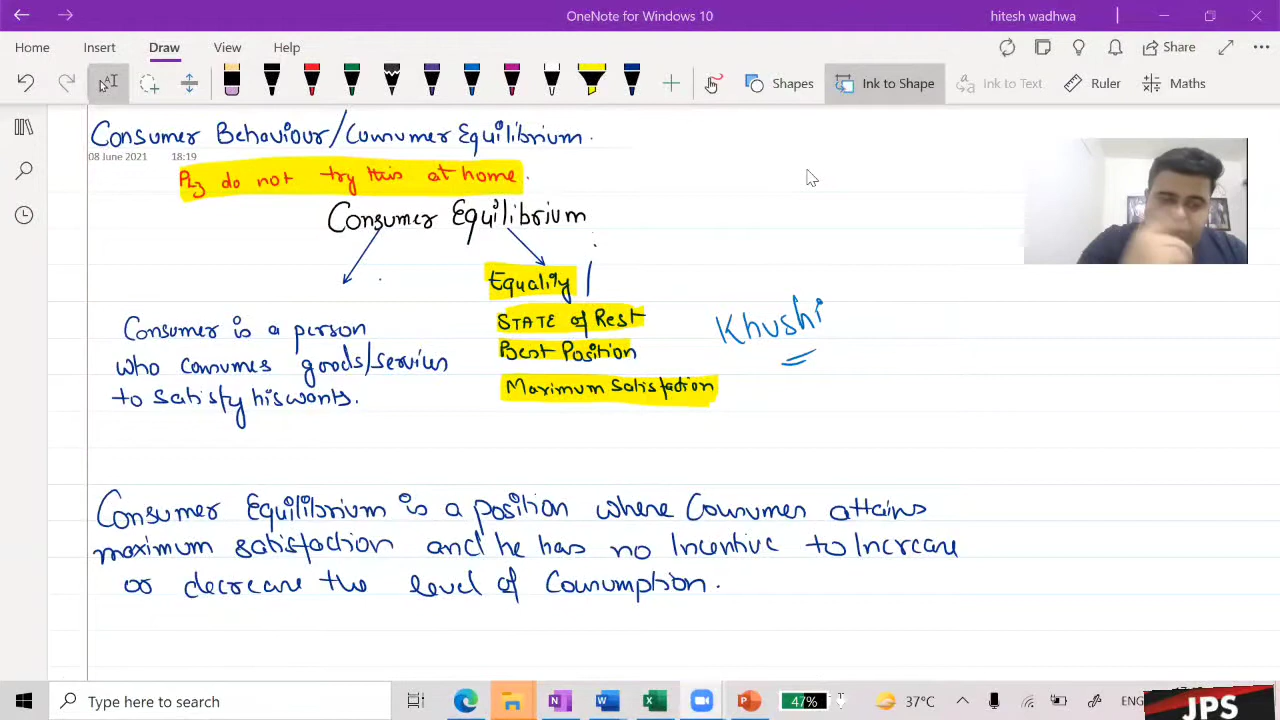 OneNote for Windows 10
hitesh wadhwa
Home Insert Draw View Help
Share
Shapes
Ink to Shape
Ink to Text
Ruler
Maths
Consumer Behaviour/Consumer Equilibrium.
08 June 2021 18:19
Plz do not try this at home.
Consumer Equilibrium
Equality
STATE of Rest
Best Position
Maximum Satisfaction
Khushi
Consumer is a person
who consumes goods/services
to satisfy his wants.
Consumer Equilibrium is a position where Consumer attains
maximum satisfaction and he has no Incentive to Increase
or decrease the level of Consumption.
Type here to search
47%
37°C
ENG
JPS